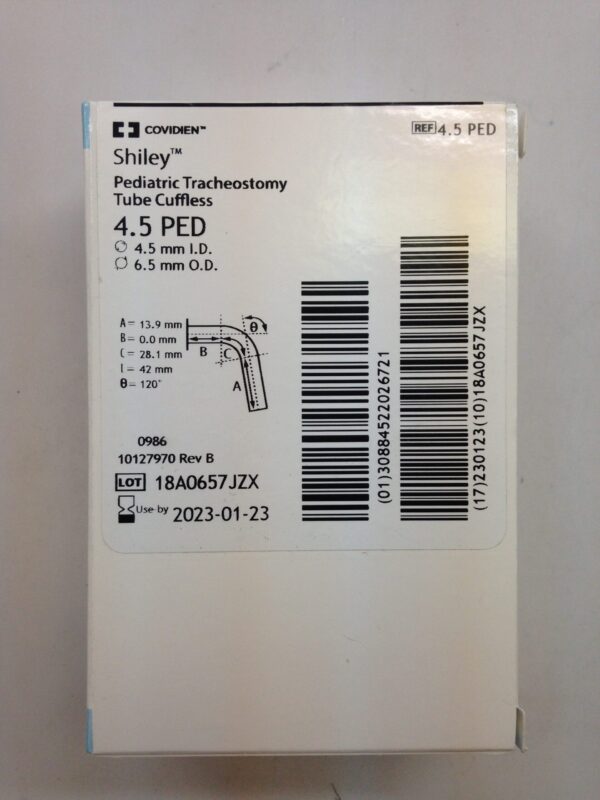 COVIDIEN™
REF 4.5 PED
Shiley™
Pediatric Tracheostomy
Tube Cuffless
4.5 PED
4.5 mm I.D.
6.5 mm O.D.
A= 13.9 mm
B= 0.0 mm
C= 28.1 mm
l= 42 mm
θ= 120°
θ
B
C
A
0986
10127970 Rev B
LOT 18A0657JZX
Use by 2023-01-23
(01)30884522026721
(17)230123(10)18A0657JZX